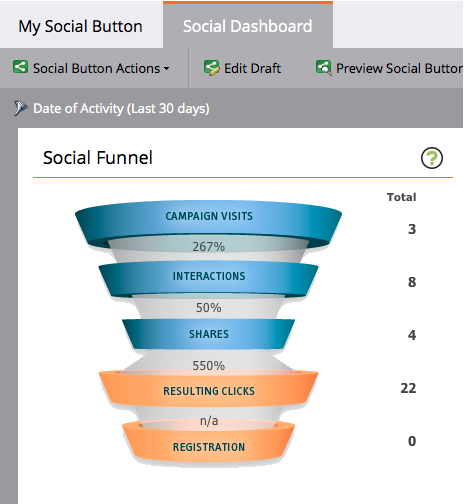 My Social Button
Social Dashboard
Social Button Actions
Edit Draft
Preview Social Button
Date of Activity (Last 30 days)
Social Funnel
?
Total
CAMPAIGN VISITS
3
267%
INTERACTIONS
8
50%
SHARES
4
550%
RESULTING CLICKS
22
n/a
REGISTRATION
0